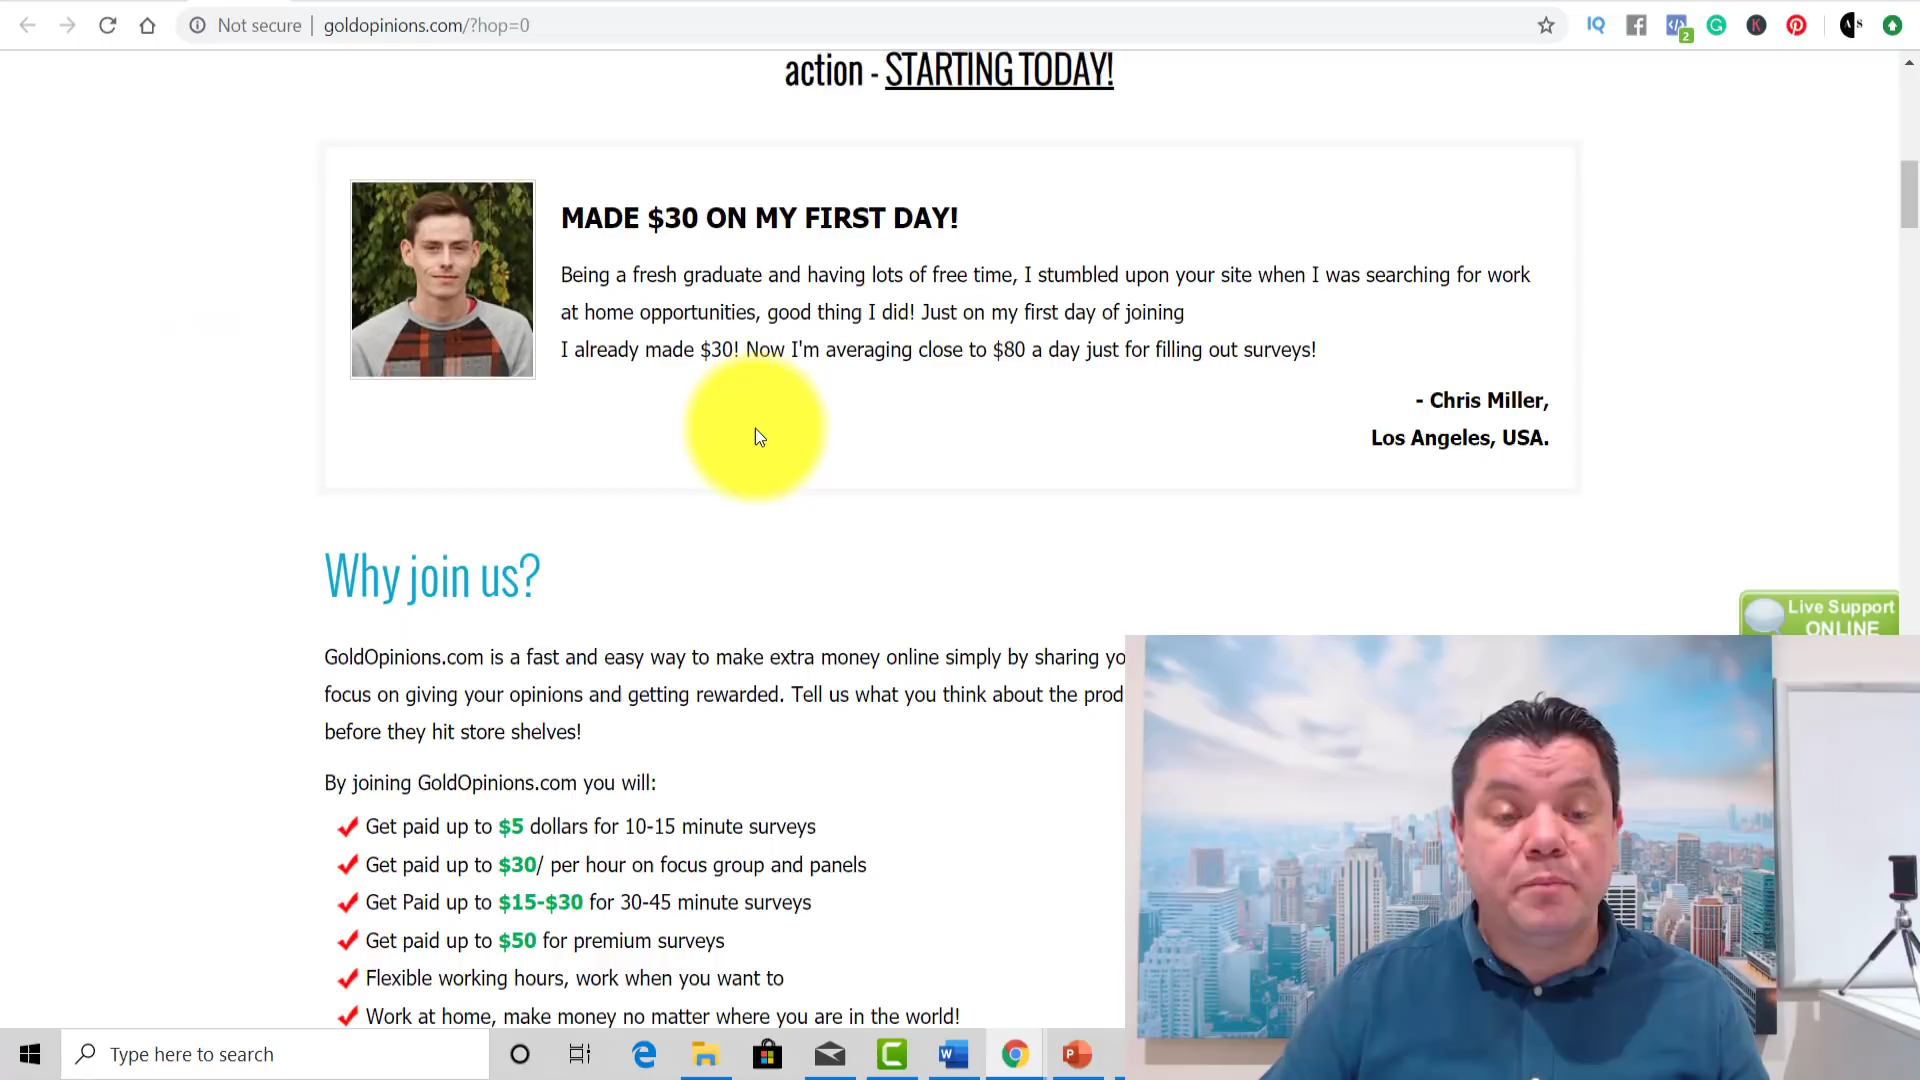 Not secure | goldopinions.com/?hop=0
2
action - STARTING TODAY!
MADE $30 ON MY FIRST DAY!
Being a fresh graduate and having lots of free time, I stumbled upon your site when I was searching for work
at home opportunities, good thing I did! Just on my first day of joining
I already made $30! Now I'm averaging close to $80 a day just for filling out surveys!
- Chris Miller,
Los Angeles, USA.
Why join us?
Live Support
ONLINE
GoldOpinions.com is a fast and easy way to make extra money online simply by sharing yo
focus on giving your opinions and getting rewarded. Tell us what you think about the prod
before they hit store shelves!
By joining GoldOpinions.com you will:
Get paid up to $5 dollars for 10-15 minute surveys
Get paid up to $30/ per hour on focus group and panels
Get Paid up to $15-$30 for 30-45 minute surveys
Get paid up to $50 for premium surveys
Flexible working hours, work when you want to
Work at home, make money no matter where you are in the world!
Type here to search